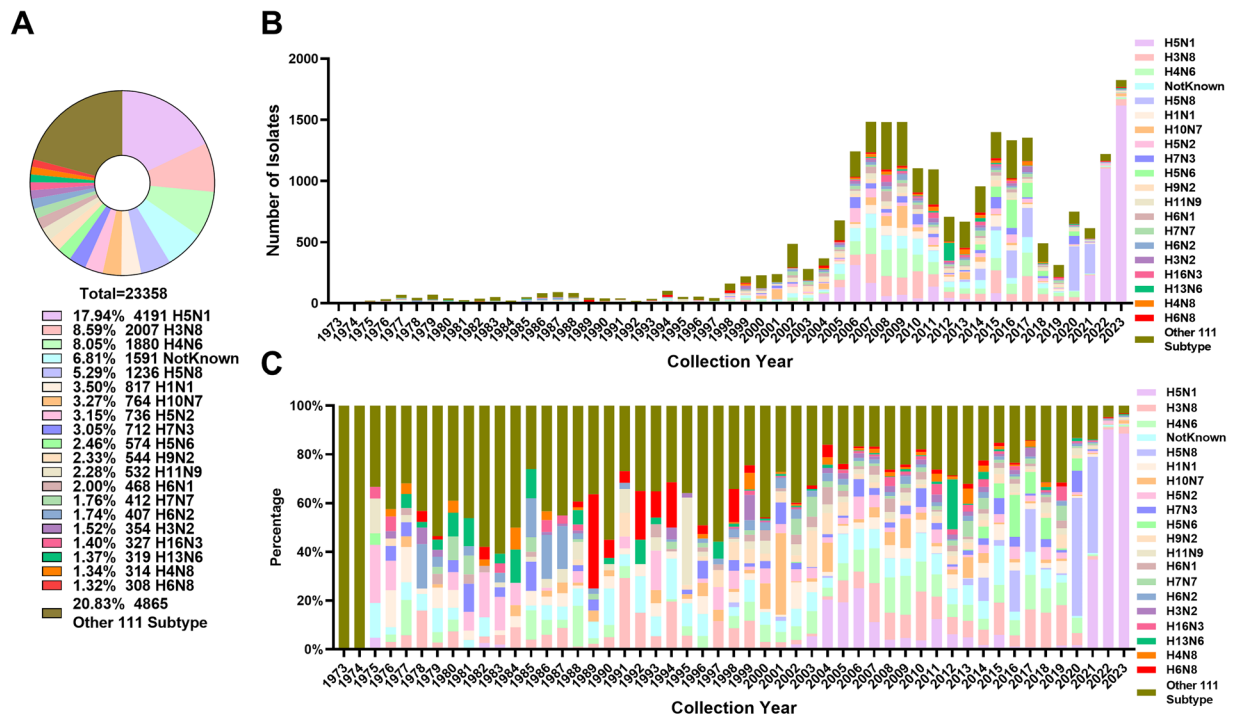 A
Total=23358
17.94% 4191 H5N1
8.59% 2007 H3N8
8.05% 1880 H4N6
6.81% 1591 NotKnown
5.29% 1236 H5N8
3.50% 817 H1N1
3.27% 764 H10N7
3.15% 736 H5N2
3.05% 712 H7N3
2.46% 574 H5N6
2.33% 544 H9N2
2.28% 532 H11N9
2.00% 468 H6N1
1.76% 412 H7N7
1.74% 407 H6N2
1.52% 354 H3N2
1.40% 327 H16N3
1.37% 319 H13N6
1.34% 314 H4N8
1.32% 308 H6N8
20.83% 4865
Other 111 Subtype
B
Number of Isolates
2000
1500
1000
500
0
1973 1974 1975 1976 1977 1978 1979 1980 1981 1982 1983 1984 1985 1986 1987 1988 1989 1990 1991 1992 1993 1994 1995 1996 1997 1998 1999 2000 2001 2002 2003 2004 2005 2006 2007 2008 2009 2010 2011 2012 2013 2014 2015 2016 2017 2018 2019 2020 2021 2022 2023
Collection Year
H5N1
H3N8
H4N6
NotKnown
H5N8
H1N1
H10N7
H5N2
H7N3
H5N6
H9N2
H11N9
H6N1
H7N7
H6N2
H3N2
H16N3
H13N6
H4N8
H6N8
Other 111
Subtype
C
Percentage
100%
80%
60%
40%
20%
0%
1973 1974 1975 1976 1977 1978 1979 1980 1981 1982 1983 1984 1985 1986 1987 1988 1989 1990 1991 1992 1993 1994 1995 1996 1997 1998 1999 2000 2001 2002 2003 2004 2005 2006 2007 2008 2009 2010 2011 2012 2013 2014 2015 2016 2017 2018 2019 2020 2021 2022 2023
Collection Year
H5N1
H3N8
H4N6
NotKnown
H5N8
H1N1
H10N7
H5N2
H7N3
H5N6
H9N2
H11N9
H6N1
H7N7
H6N2
H3N2
H16N3
H13N6
H4N8
H6N8
Other 111
Subtype